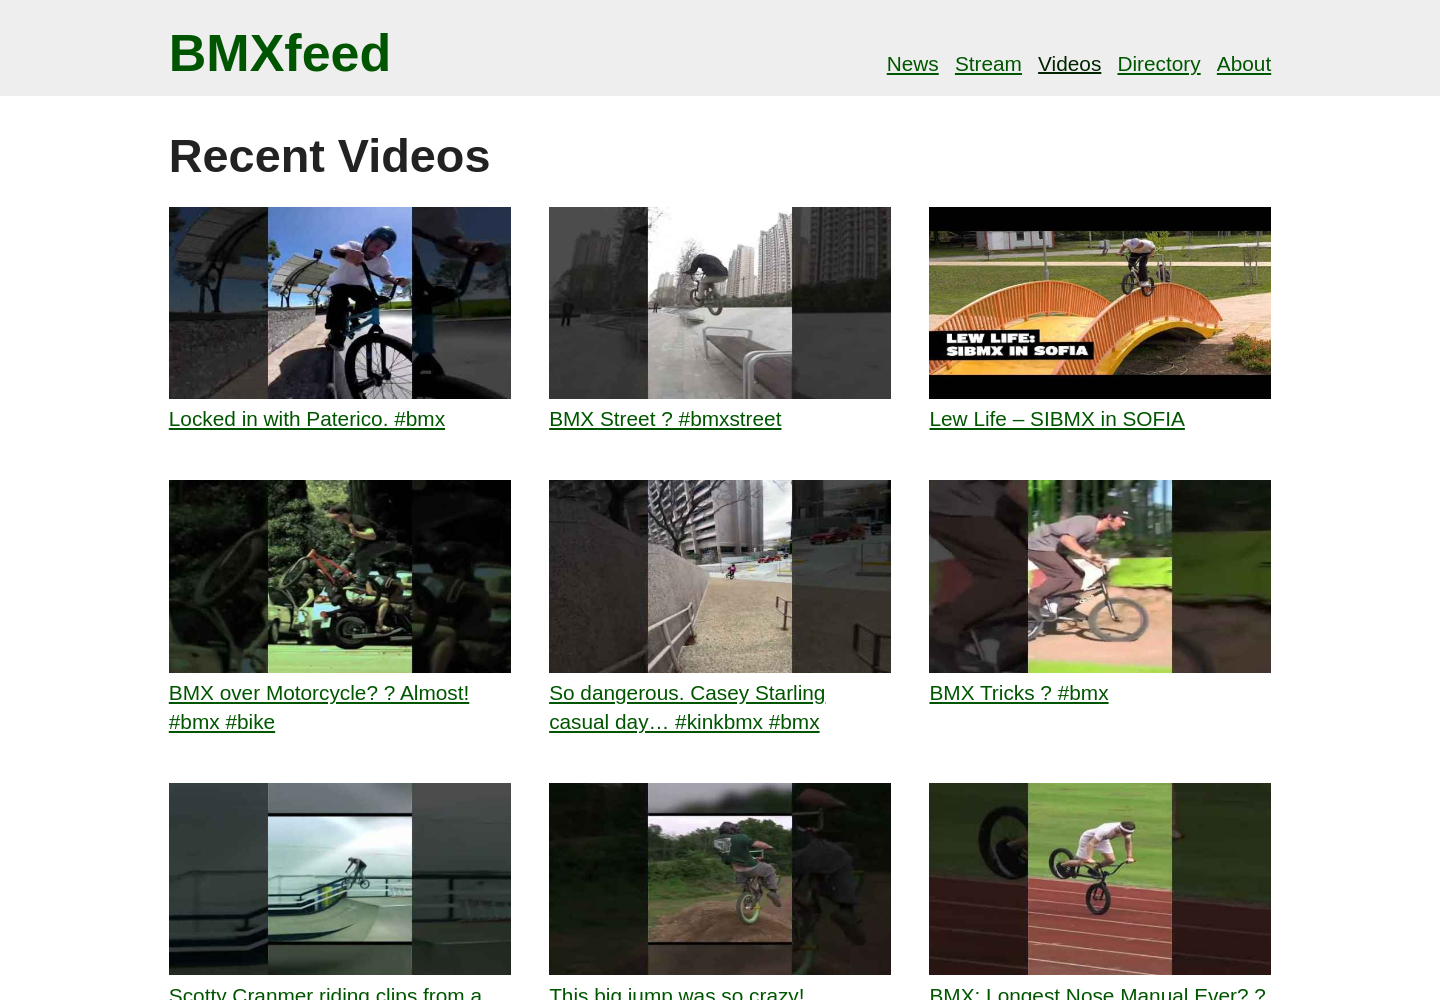 BMXfeed
News Stream Videos Directory About
Recent Videos
LEW LIFE:
SIBMX IN SOFIA
Locked in with Paterico. #bmx
BMX Street ? #bmxstreet
Lew Life – SIBMX in SOFIA
BMX over Motorcycle? ? Almost!
#bmx #bike
So dangerous. Casey Starling
casual day… #kinkbmx #bmx
BMX Tricks ? #bmx
Scotty Cranmer riding clips from a
This big jump was so crazy!
BMX: Longest Nose Manual Ever? ?